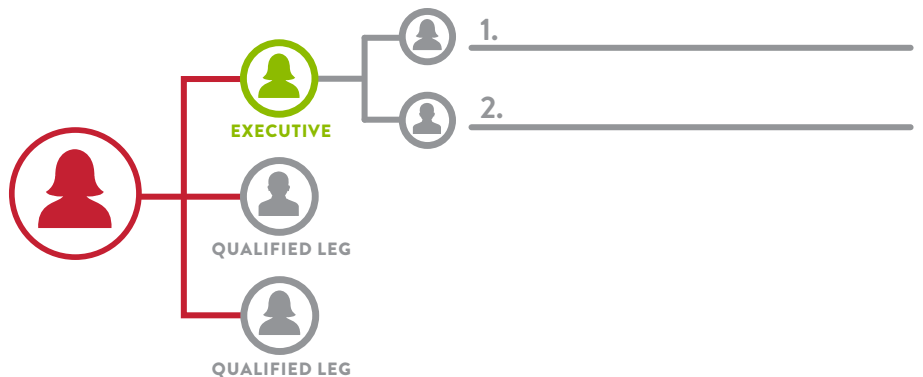 1.
2.
EXECUTIVE
QUALIFIED LEG
QUALIFIED LEG